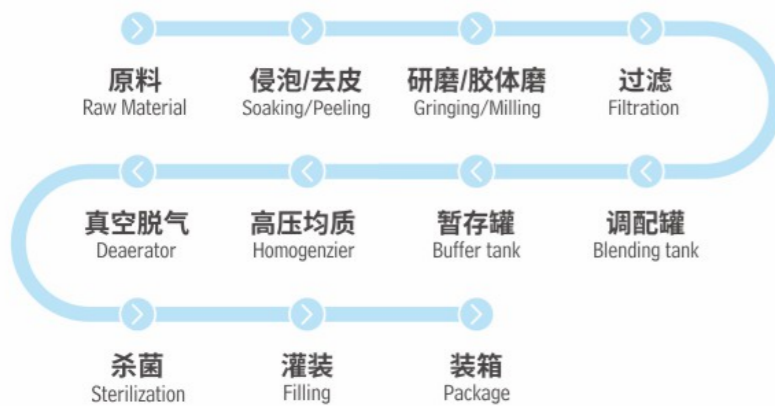 原料
Raw Material
侵泡/去皮
Soaking/Peeling
研磨/胶体磨
Gringing/Milling
过滤
Filtration
调配罐
Blending tank
暂存罐
Buffer tank
高压均质
Homogenzier
真空脱气
Deaerator
杀菌
Sterilization
灌装
Filling
装箱
Package